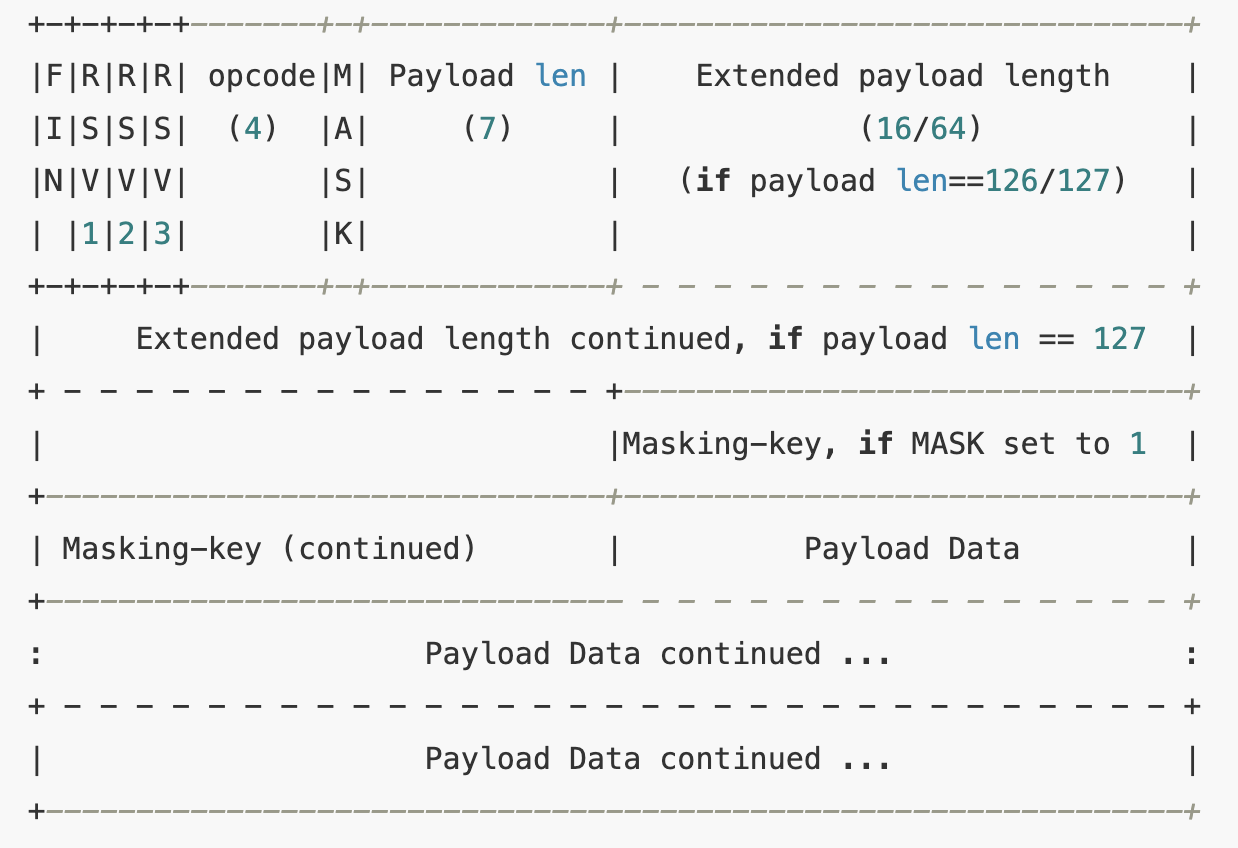 +-+-+-+-+-------+-+-------------+-------------------------------+
|F|R|R|R| opcode|M| Payload len |    Extended payload length    |
|I|S|S|S|  (4)  |A|     (7)     |             (16/64)           |
|N|V|V|V|       |S|             |   (if payload len==126/127)   |
| |1|2|3|       |K|             |                               |
+-+-+-+-+-------+-+-------------+ - - - - - - - - - - - - - - - +
|     Extended payload length continued, if payload len == 127  |
+ - - - - - - - - - - - - - - - +-------------------------------+
|                               |Masking-key, if MASK set to 1  |
+-------------------------------+-------------------------------+
| Masking-key (continued)       |          Payload Data         |
+-------------------------------- - - - - - - - - - - - - - - - +
:                     Payload Data continued ...                :
+ - - - - - - - - - - - - - - - - - - - - - - - - - - - - - - - +
|                     Payload Data continued ...                |
+---------------------------------------------------------------+